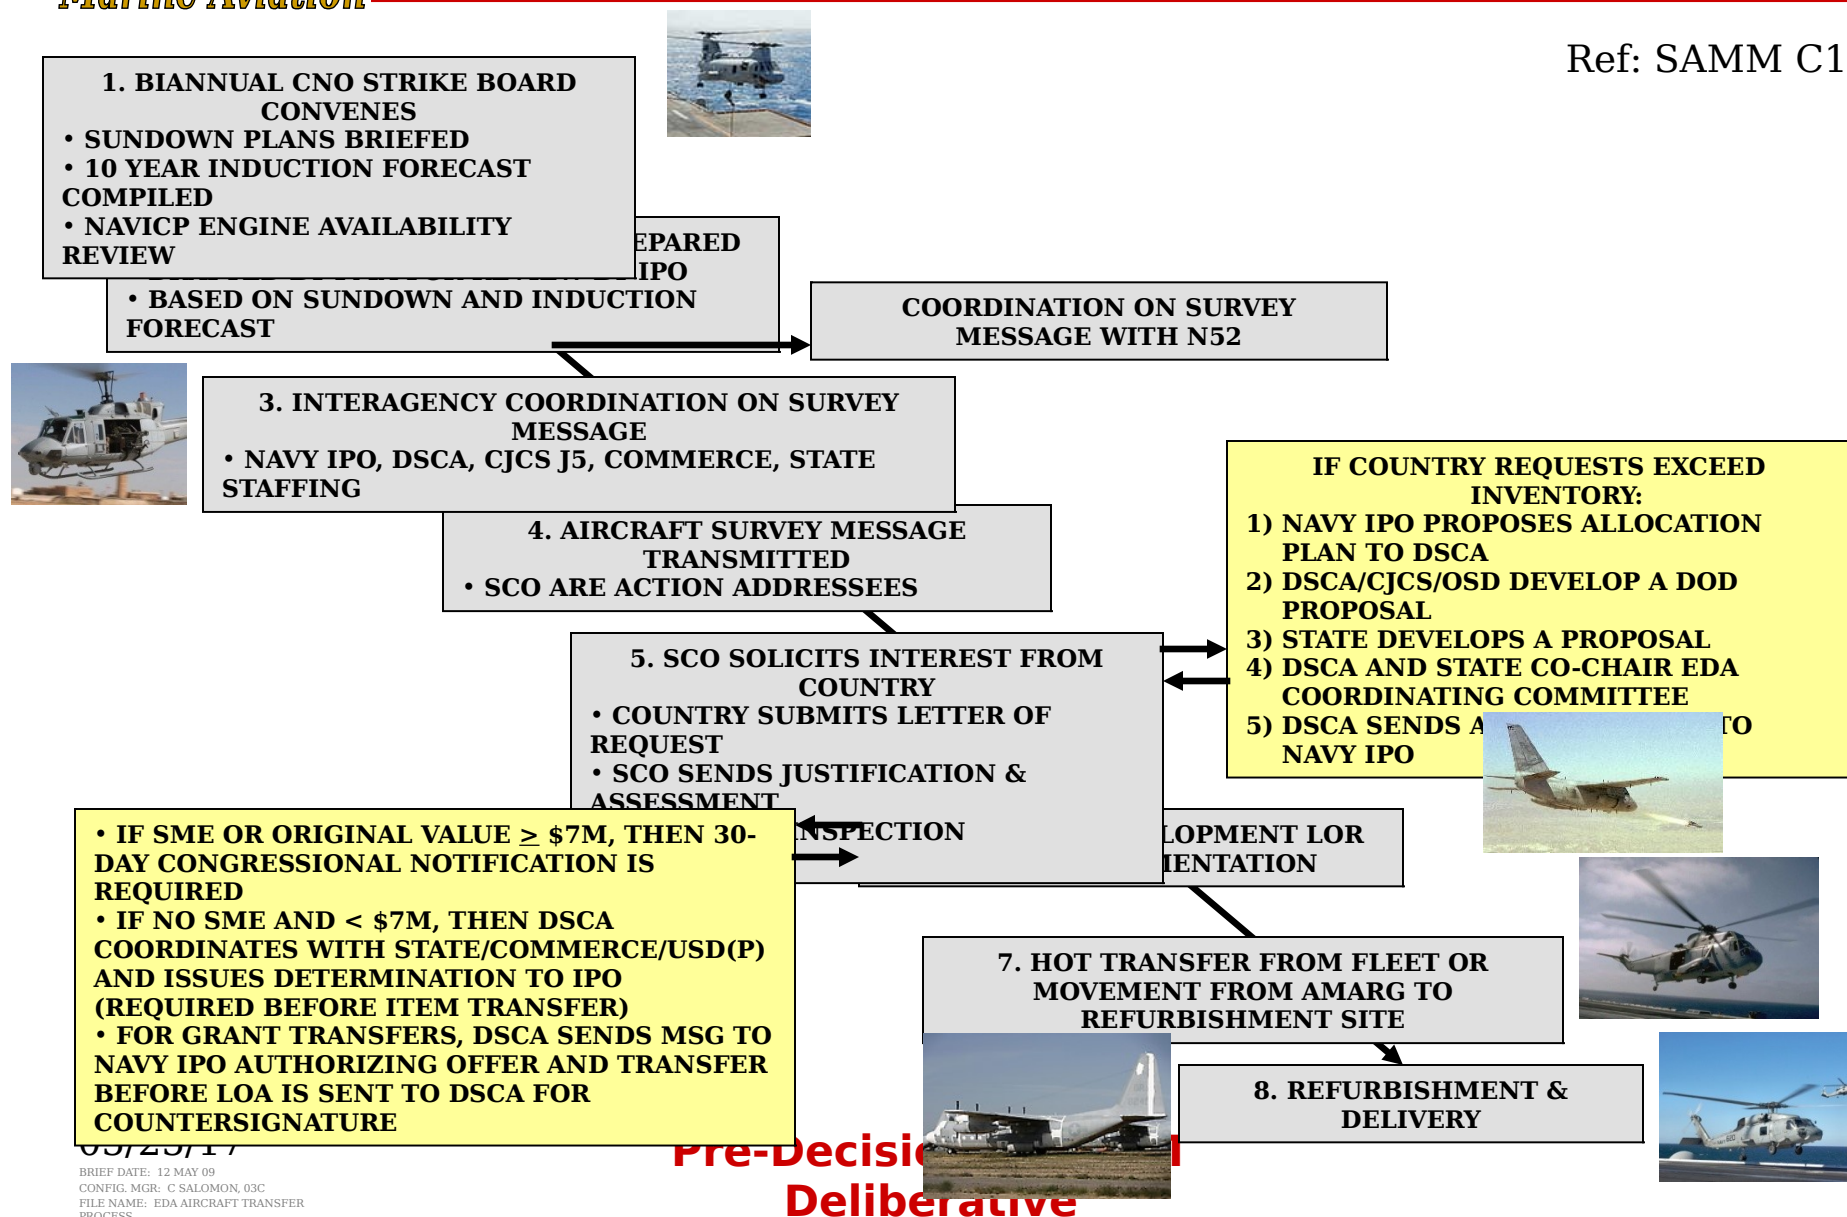 Marine Aviation
Ref: SAMM C1
1. BIANNUAL CNO STRIKE BOARD
CONVENES
• SUNDOWN PLANS BRIEFED
• 10 YEAR INDUCTION FORECAST
COMPILED
• NAVICP ENGINE AVAILABILITY
REVIEW
EPARED
IPO
• BASED ON SUNDOWN AND INDUCTION
FORECAST
COORDINATION ON SURVEY
MESSAGE WITH N52
3. INTERAGENCY COORDINATION ON SURVEY
MESSAGE
• NAVY IPO, DSCA, CJCS J5, COMMERCE, STATE
STAFFING
4. AIRCRAFT SURVEY MESSAGE
TRANSMITTED
• SCO ARE ACTION ADDRESSEES
IF COUNTRY REQUESTS EXCEED
INVENTORY:
1) NAVY IPO PROPOSES ALLOCATION
PLAN TO DSCA
2) DSCA/CJCS/OSD DEVELOP A DOD
PROPOSAL
3) STATE DEVELOPS A PROPOSAL
4) DSCA AND STATE CO-CHAIR EDA
COORDINATING COMMITTEE
5) DSCA SENDS A TO
NAVY IPO
5. SCO SOLICITS INTEREST FROM
COUNTRY
• COUNTRY SUBMITS LETTER OF
REQUEST
• SCO SENDS JUSTIFICATION &
ASSESSMENT
INSPECTION
LOPMENT LOR
MENTATION
• IF SME OR ORIGINAL VALUE > $7M, THEN 30-
DAY CONGRESSIONAL NOTIFICATION IS
REQUIRED
• IF NO SME AND < $7M, THEN DSCA
COORDINATES WITH STATE/COMMERCE/USD(P)
AND ISSUES DETERMINATION TO IPO
(REQUIRED BEFORE ITEM TRANSFER)
• FOR GRANT TRANSFERS, DSCA SENDS MSG TO
NAVY IPO AUTHORIZING OFFER AND TRANSFER
BEFORE LOA IS SENT TO DSCA FOR
COUNTERSIGNATURE
7. HOT TRANSFER FROM FLEET OR
MOVEMENT FROM AMARG TO
REFURBISHMENT SITE
8. REFURBISHMENT &
DELIVERY
Pre-Decisio
Deliberative
BRIEF DATE: 12 MAY 09
CONFIG. MGR: C SALOMON, 03C
FILE NAME: EDA AIRCRAFT TRANSFER
PROCESS